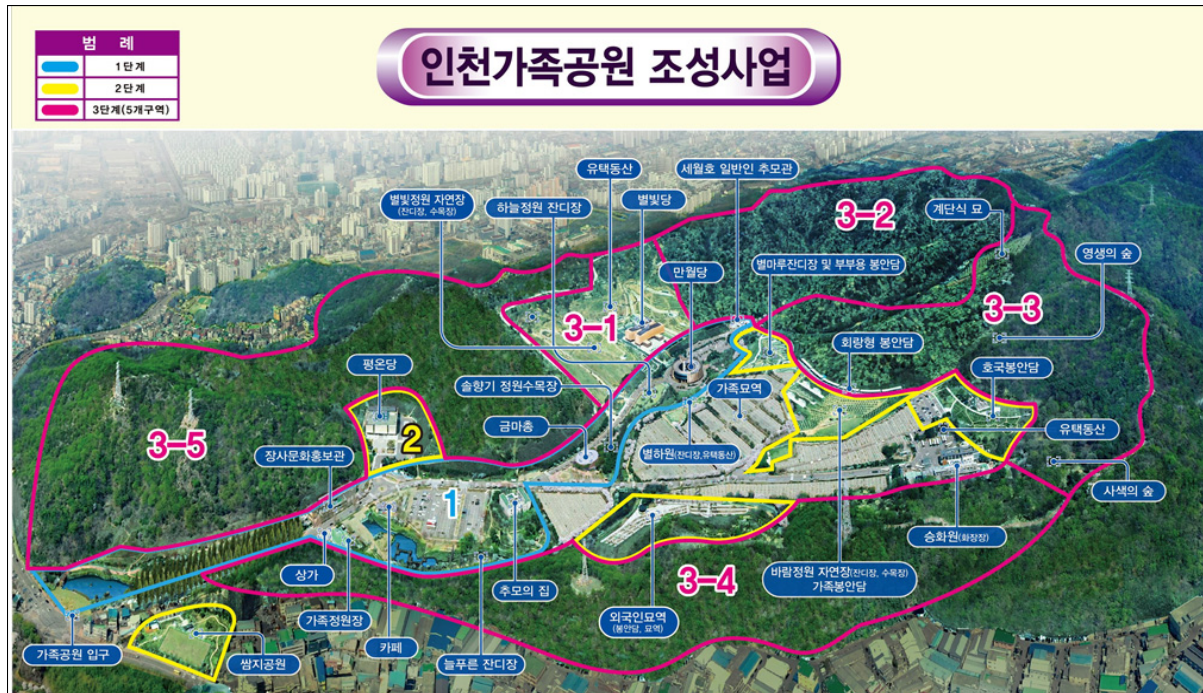 인천가족공원 조성사업
범 례
1단계
2단계
3단계(5개구역)
유택동산
세월호 일반인 추모관
별빛정원 자연장
(잔디장, 수목장)
하늘정원 잔디장
별빛당
3-2
계단식 묘
영생의 숲
만월당
별마루잔디장 및 부부용 봉안담
3-1
3-3
회랑형 봉안담
호국봉안담
평온당
솔향기 정원수목장
가족묘역
2
금마총
유택동산
3-5
장사문화홍보관
별하원(잔디장,유택동산)
1
사색의 숲
승화원(화장장)
상가
추모의 집
3-4
바람정원 자연장(잔디장, 수목장)
가족봉안담
가족정원장
외국인묘역
(봉안담, 묘역)
가족공원 입구
쌈지공원
카페
늘푸른 잔디장